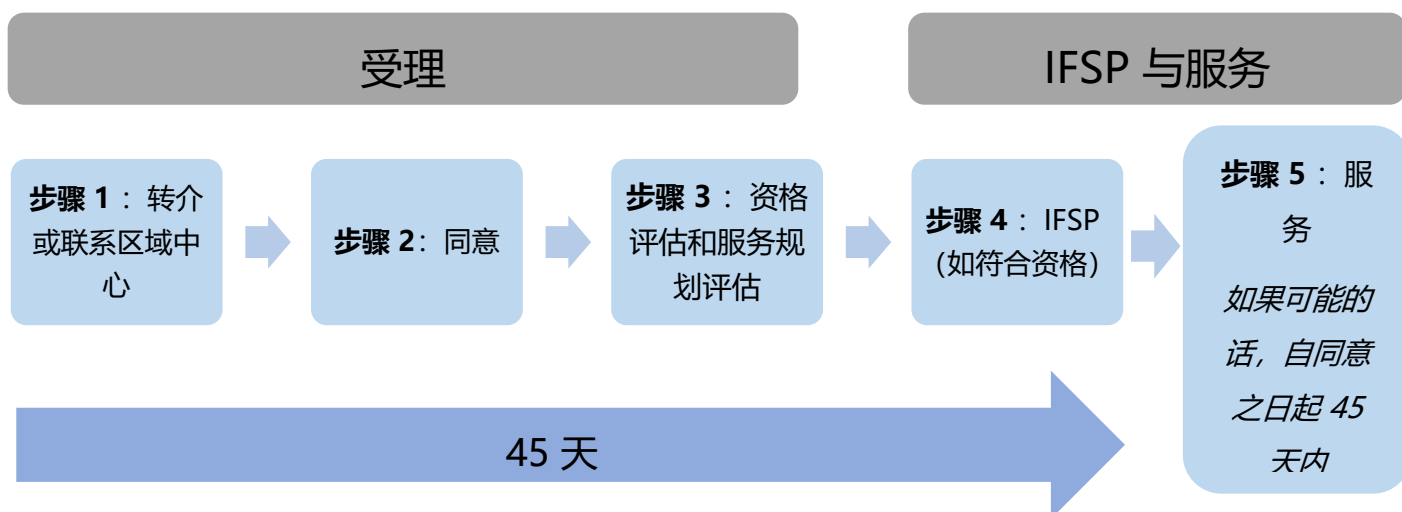 受理
IFSP 与服务
步骤 1 ：转介
或联系区域中
心
步骤 2：同意
步骤 3 ：资格
评估和服务规
划评估
步骤 4 ：IFSP
（如符合资格）
步骤 5 ：服
务
如果可能的
话，自同意
之日起 45
天内
45 天